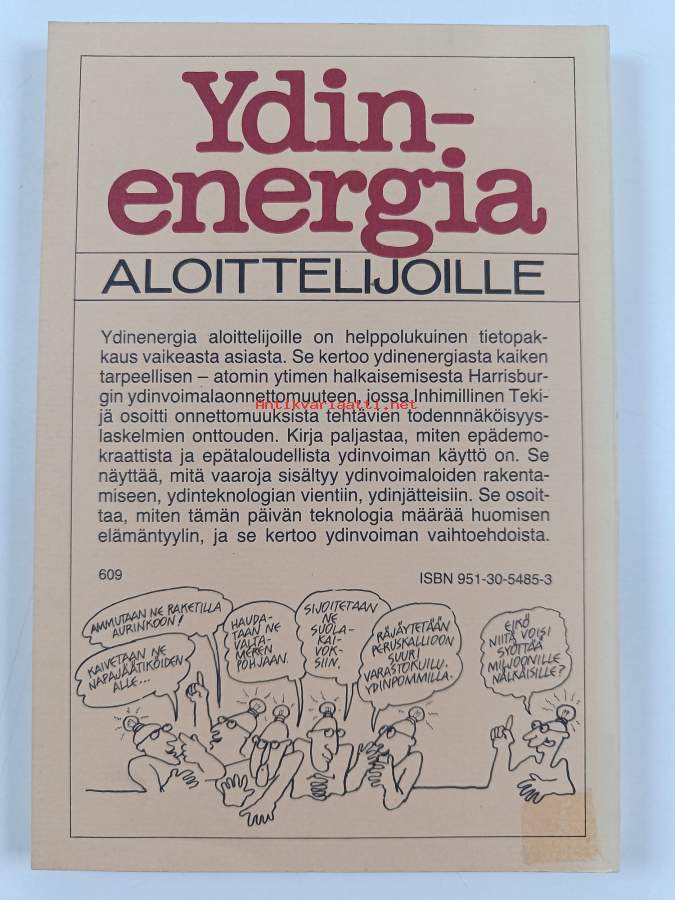 Ydin-
energia
ALOITTELIJOILLE
Ydinenergia aloittelijoille on helppolukuinen tietopak-
kaus vaikeasta asiasta. Se kertoo ydinenergiasta kaiken
tarpeellisen – atomin ytimen halkaisemisesta Harrisbur-
gin ydinvoimalaonnettomuuteen, jossa Inhimillinen Teki-
Antikvariaatti.net
jä osoitti onnettomuuksista tehtävien todennnäköisyys-
laskelmien onttouden. Kirja paljastaa, miten epädemo-
kraattista ja epätaloudellista ydinvoiman käyttö on. Se
näyttää, mitä vaaroja sisältyy ydinvoimaloiden rakenta-
miseen, ydinteknologian vientiin, ydinjätteisiin. Se osoit-
taa, miten tämän päivän teknologia määrää huomisen
elämäntyylin, ja se kertoo ydinvoiman vaihtoehdoista.
609
ISBN 951-30-5485-3
AMMUTAAN NE RAKETILLA
AURINKOON!
KAIVETAAN NE
NAPAJÄÄTIKÖIDEN
ALLE...
HAUDA-
TAAN NE
VALTA-
MEREN
POHJAAN.
SIJOITETAAN
NE
SUOLA-
KAI-
VOK-
SIIN.
RÄJÄYTETÄÄN
PERUSKALLIOON
SUURI
VARASTOKUILU
YDINPOMMILLA.
EIKÖ
NIITÄ VOISI
SYÖTTÄÄ
MILJOONILLE
NÄLKÄISILLE?